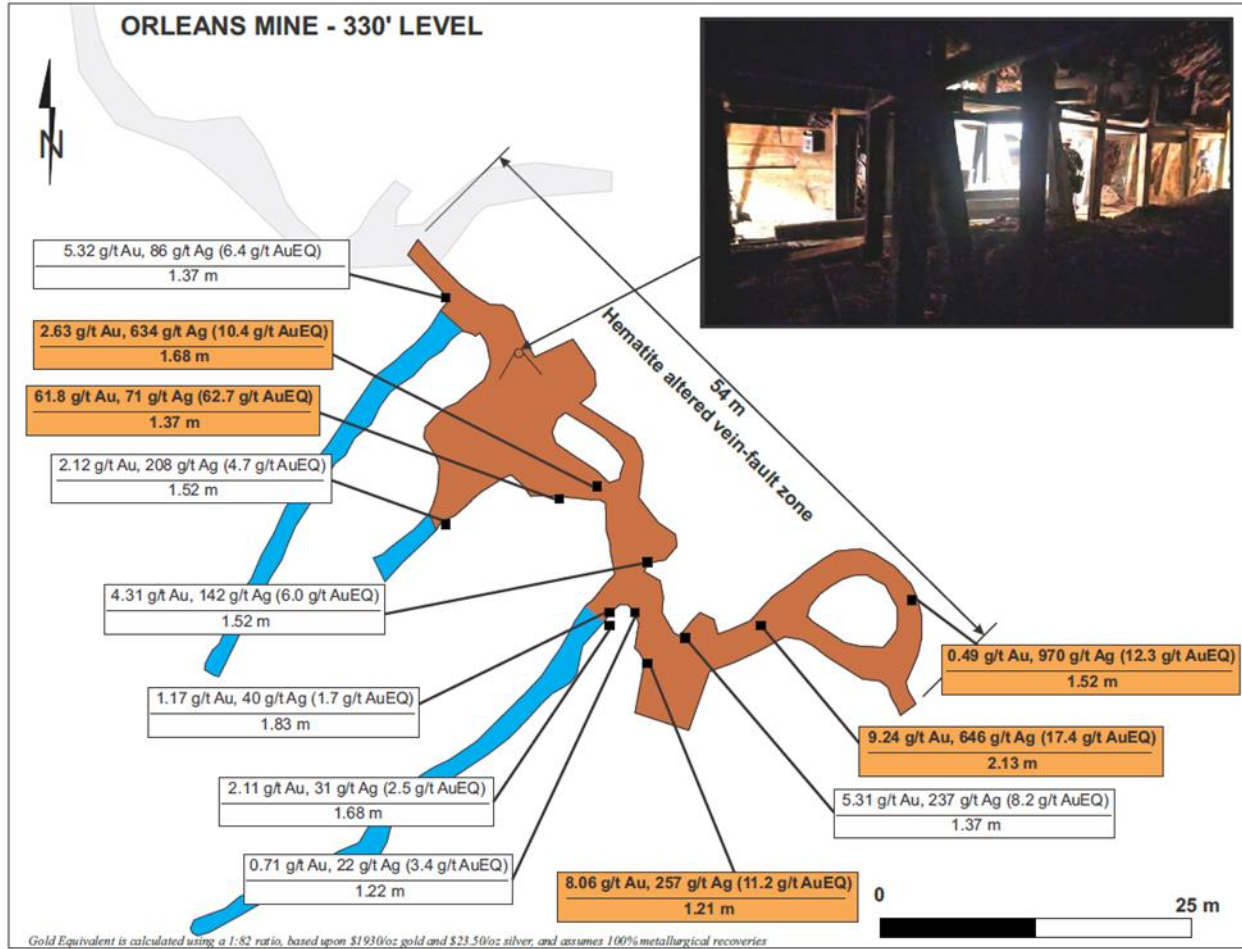 ORLEANS MINE - 330' LEVEL
N
5.32 g/t Au, 86 g/t Ag (6.4 g/t AuEQ)
1.37 m
2.63 g/t Au, 634 g/t Ag (10.4 g/t AuEQ)
1.68 m
61.8 g/t Au, 71 g/t Ag (62.7 g/t AuEQ)
1.37 m
2.12 g/t Au, 208 g/t Ag (4.7 g/t AuEQ)
1.52 m
4.31 g/t Au, 142 g/t Ag (6.0 g/t AuEQ)
1.52 m
1.17 g/t Au, 40 g/t Ag (1.7 g/t AuEQ)
1.83 m
2.11 g/t Au, 31 g/t Ag (2.5 g/t AuEQ)
1.68 m
0.71 g/t Au, 22 g/t Ag (3.4 g/t AuEQ)
1.22 m
54 m
Hematite altered vein-fault zone
0.49 g/t Au, 970 g/t Ag (12.3 g/t AuEQ)
1.52 m
9.24 g/t Au, 646 g/t Ag (17.4 g/t AuEQ)
2.13 m
5.31 g/t Au, 237 g/t Ag (8.2 g/t AuEQ)
1.37 m
8.06 g/t Au, 257 g/t Ag (11.2 g/t AuEQ)
1.21 m
0 25 m
Gold Equivalent is calculated using a 1:82 ratio, based upon $1930/oz gold and $23.50/oz silver, and assumes 100% metallurgical recoveries